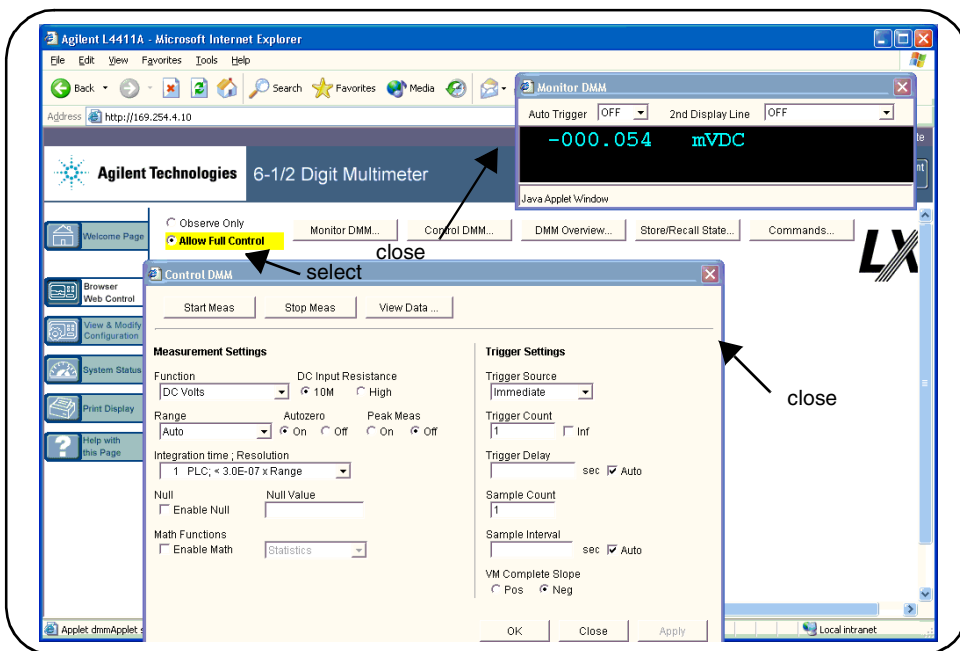 Agilent L4411A - Microsoft Internet Explorer
File Edit View Favorites Tools Help
Back Search Favorites Media
Address http://169.254.4.10
Monitor DMM
Auto Trigger OFF 2nd Display Line OFF
-000.054 mVDC
Java Applet Window
Agilent Technologies 6-1/2 Digit Multimeter
Welcome Page
Browser
Web Control
View & Modify
Configuration
System Status
Print Display
Help with
this Page
Observe Only
Allow Full Control
Monitor DMM... Control DMM... DMM Overview... Store/Recall State... Commands...
LX
close
select
Control DMM
Start Meas Stop Meas View Data ...
Measurement Settings
Function DC Input Resistance
DC Volts 10M High
Range Autozero Peak Meas
Auto On Off On Off
Integration time ; Resolution
1 PLC; < 3.0E-07 x Range
Null Null Value
Enable Null
Math Functions
Enable Math Statistics
Trigger Settings
Trigger Source
Immediate
Trigger Count
1 Inf
Trigger Delay
sec Auto
Sample Count
1
Sample Interval
sec Auto
VM Complete Slope
Pos Neg
OK Close Apply
close
Applet dmmApplet Local intranet